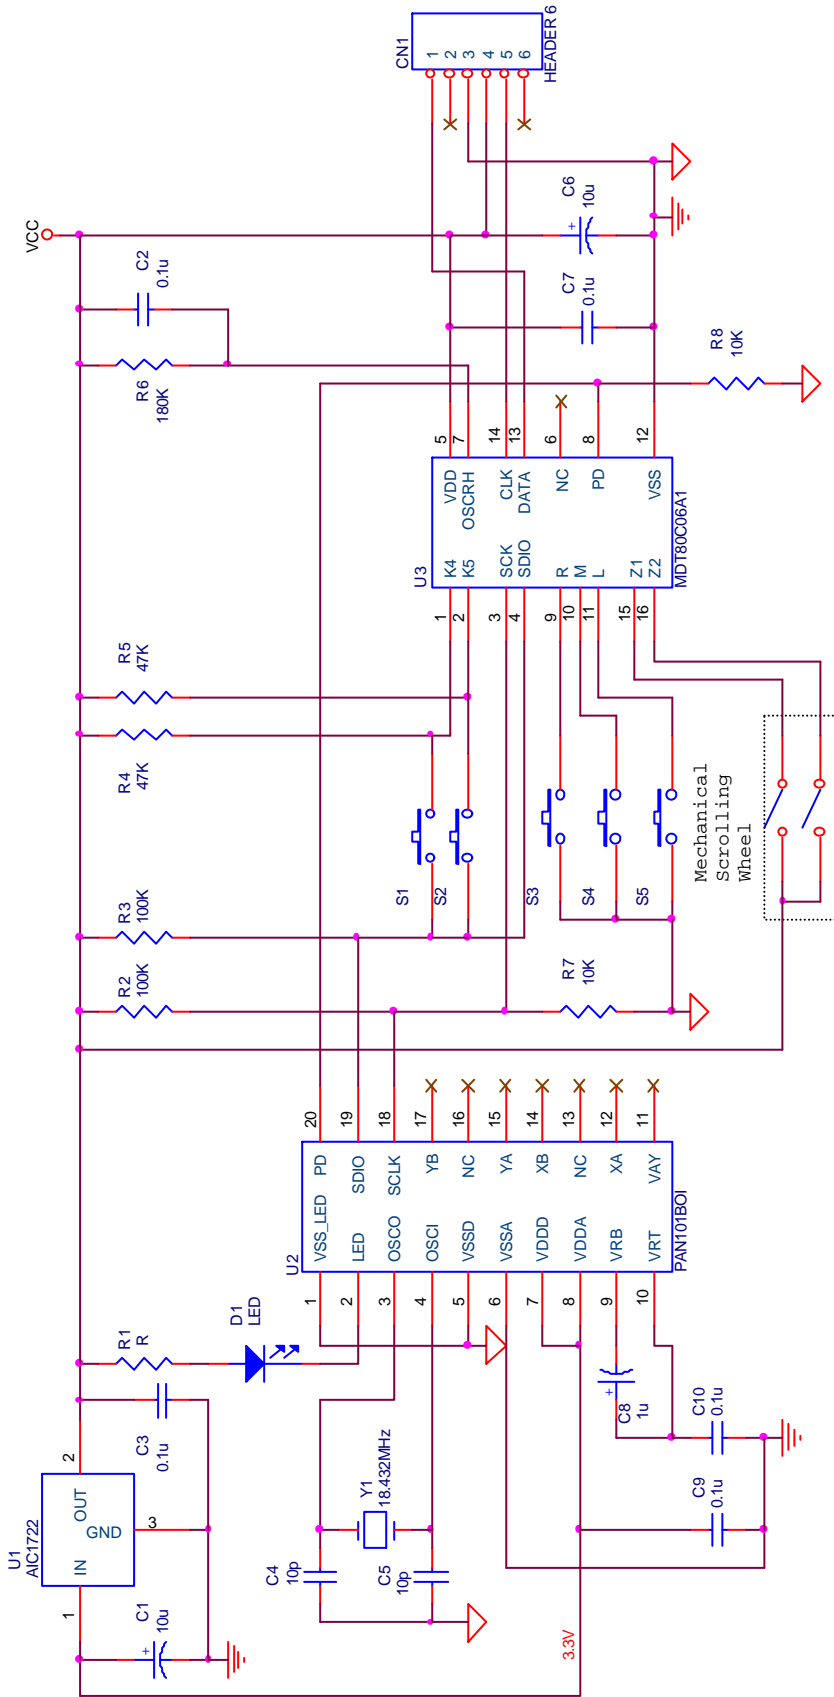 U1
AIC1722
IN
OUT
GND
1
2
3
C1
10u
C3
0.1u
R1
R
D1
LED
C4
10p
C5
10p
Y1
18.432MHz
3.3V
C9
0.1u
C10
0.1u
C8
1u
U2
PAN101BOI
1
2
3
4
5
6
7
8
9
10
VSS_LED
LED
OSCO
OSCI
VSSD
VSSA
VDDD
VDDA
VRB
VRT
PD
SDIO
SCLK
YB
NC
YA
XB
NC
XA
VAY
20
19
18
17
16
15
14
13
12
11
R2
100K
R3
100K
R7
10K
S1
S2
S3
S4
S5
Mechanical
Scrolling
Wheel
R4
47K
R5
47K
U3
MDT80C06A1
1
2
3
4
9
10
11
15
16
K4
K5
SCK
SDIO
R
M
L
Z1
Z2
VDD
OSCRH
CLK
DATA
NC
PD
VSS
5
7
14
13
6
8
12
R6
180K
C2
0.1u
VCC
R8
10K
C7
0.1u
C6
10u
CN1
1
2
3
4
5
6
HEADER 6